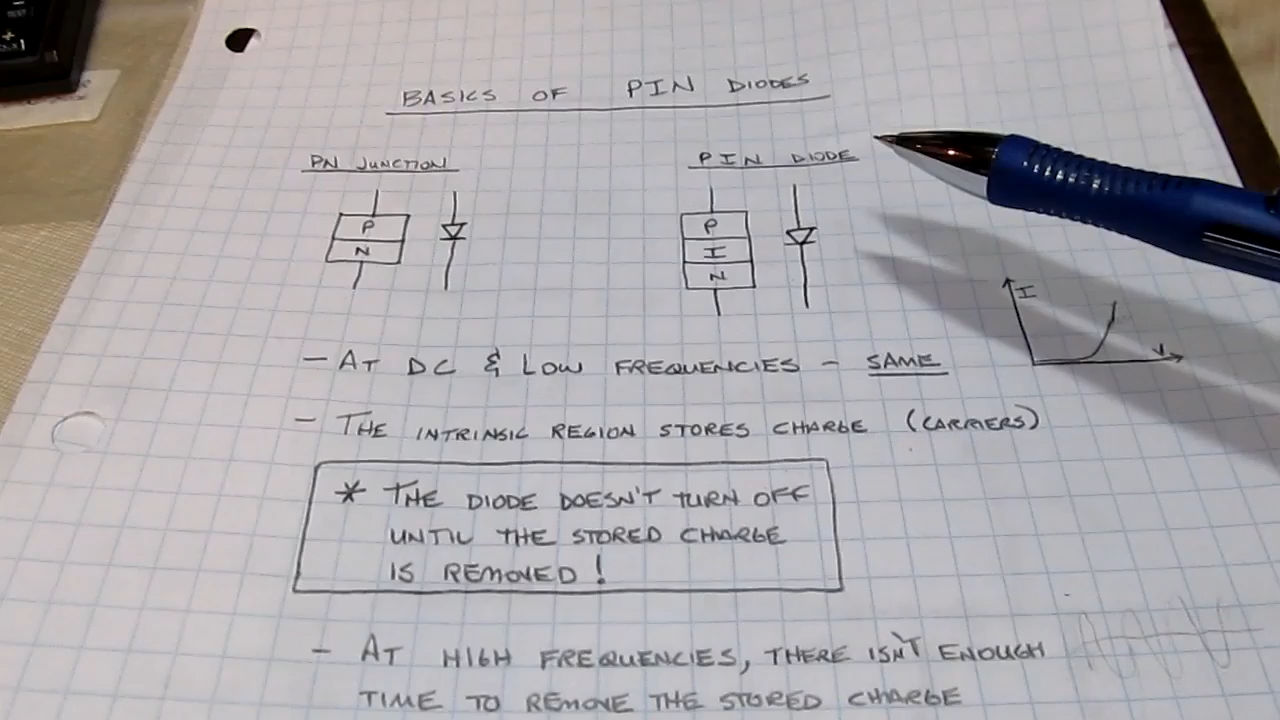 BASICS OF PIN DIODES
PN JUNCTION
PIN DIODE
P
N
P
I
N
I
V
- AT DC & LOW FREQUENCIES - SAME
- THE INTRINSIC REGION STORES CHARGE (CARRIERS)
* THE DIODE DOESN'T TURN OFF
UNTIL THE STORED CHARGE
IS REMOVED!
- AT HIGH FREQUENCIES, THERE ISN'T ENOUGH
TIME TO REMOVE THE STORED CHARGE